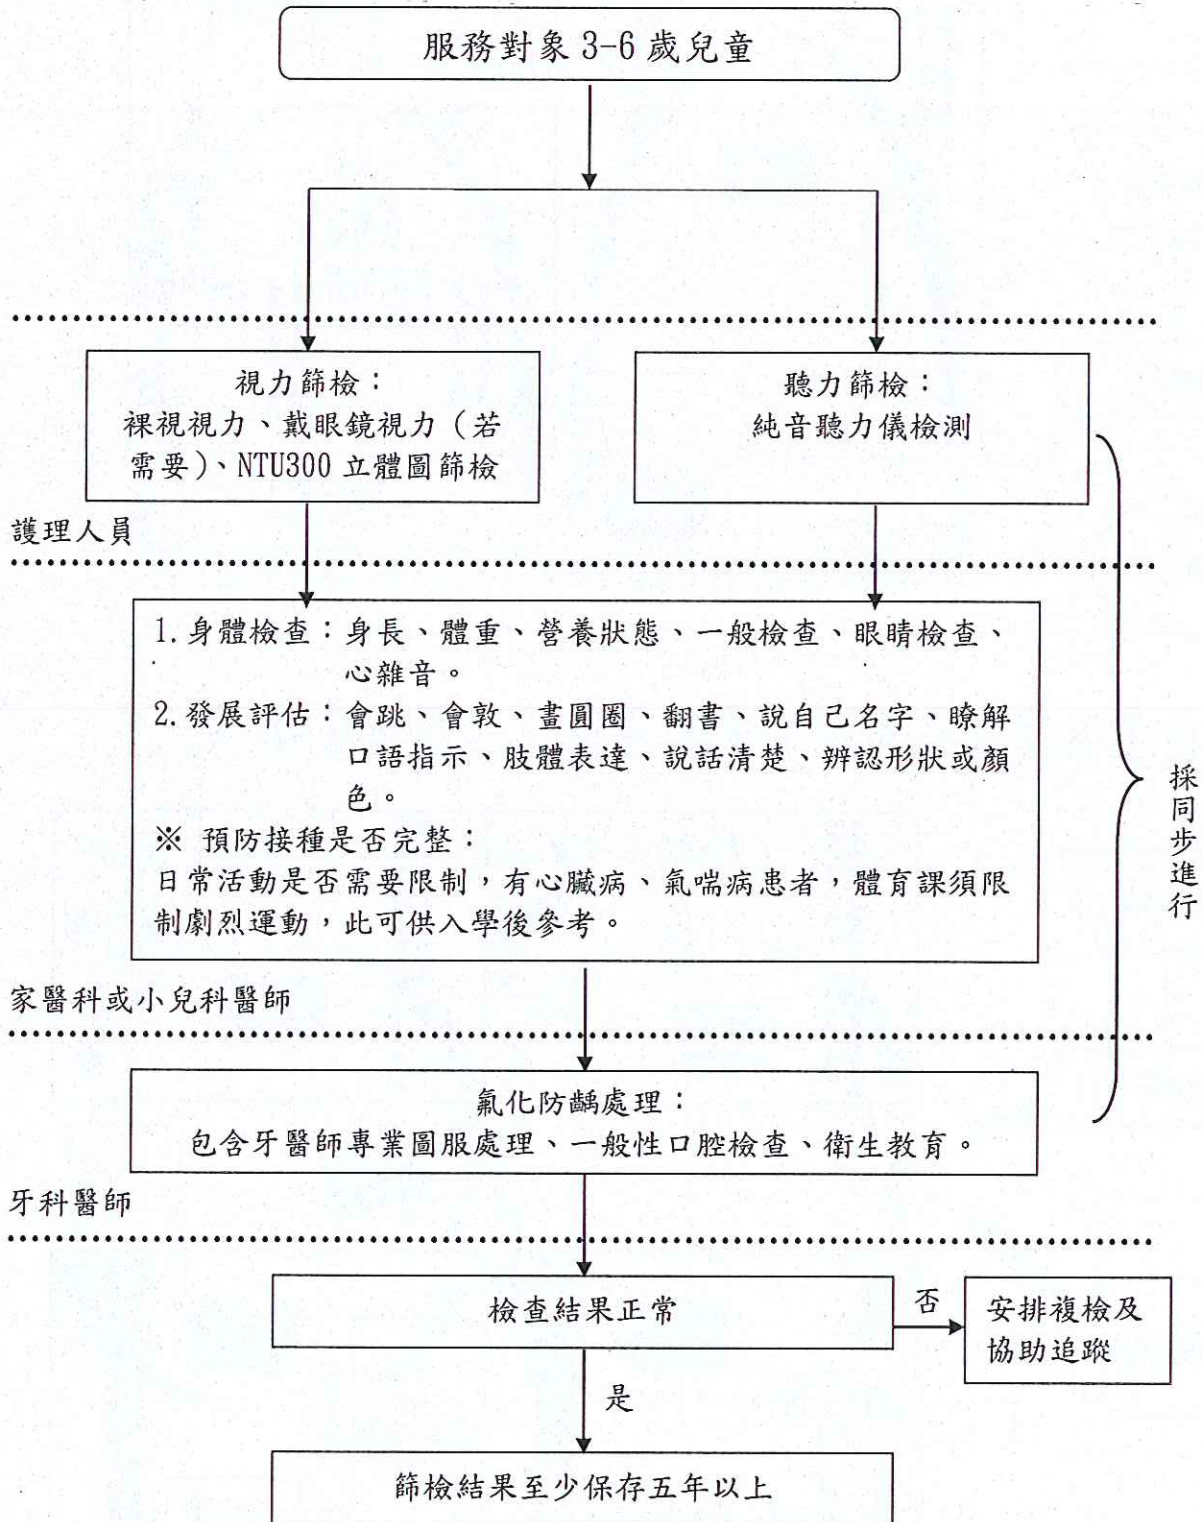 服務對象 3-6 歲兒童
視力篩檢：
裸視視力、戴眼鏡視力（若
需要）、NTU300 立體圖篩檢
聽力篩檢：
純音聽力儀檢測
護理人員
1. 身體檢查：身長、體重、營養狀態、一般檢查、眼睛檢查、
心雜音。
2. 發展評估：會跳、會敦、畫圓圈、翻書、說自己名字、瞭解
口語指示、肢體表達、說話清楚、辨認形狀或顏
色。
※ 預防接種是否完整：
日常活動是否需要限制，有心臟病、氣喘病患者，體育課須限
制劇烈運動，此可供入學後參考。
採同步進行
家醫科或小兒科醫師
氟化防齲處理：
包含牙醫師專業圖服處理、一般性口腔檢查、衛生教育。
牙科醫師
檢查結果正常
否
安排複檢及
協助追蹤
是
篩檢結果至少保存五年以上